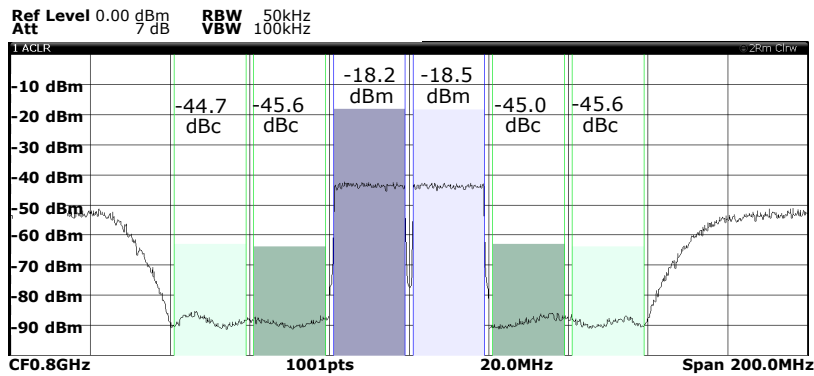 Ref Level 0.00 dBm RBW 50kHz
Att 7 dB VBW 100kHz
1 ACLR 2Rm Clrw
-10 dBm
-20 dBm
-30 dBm
-40 dBm
-50 dBm
-60 dBm
-70 dBm
-80 dBm
-90 dBm
-44.7 dBc
-45.6 dBc
-18.2 dBm
-18.5 dBm
-45.0 dBc
-45.6 dBc
CF0.8GHz 1001pts 20.0MHz Span 200.0MHz